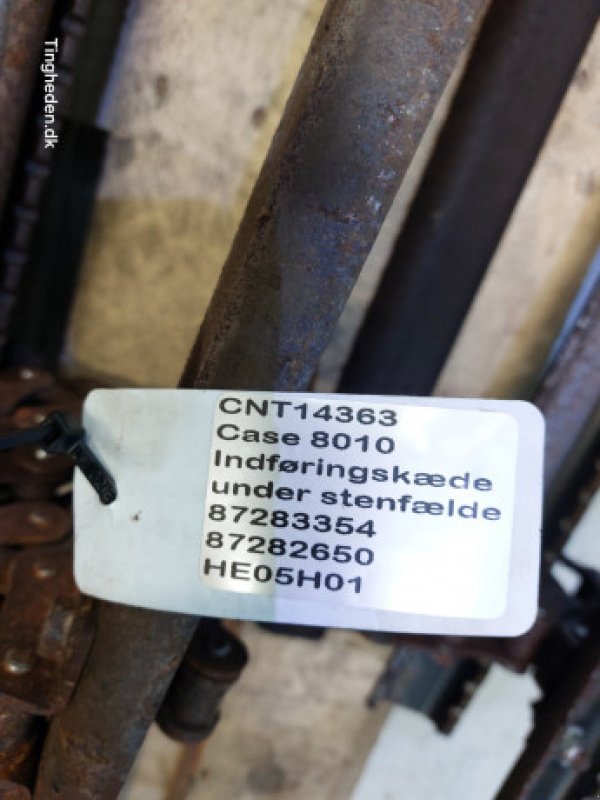 Tingheden.dk
CNT14363
Case 8010
Indføringskæde
under stenfælde
87283354
87282650
HE05H01